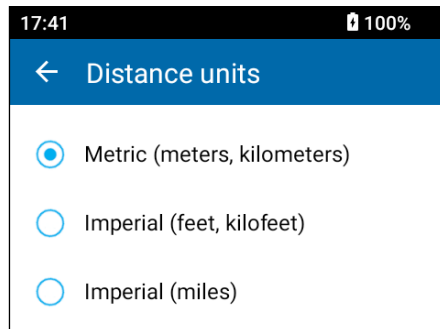 17:41 100%
Distance units
Metric (meters, kilometers)
Imperial (feet, kilofeet)
Imperial (miles)